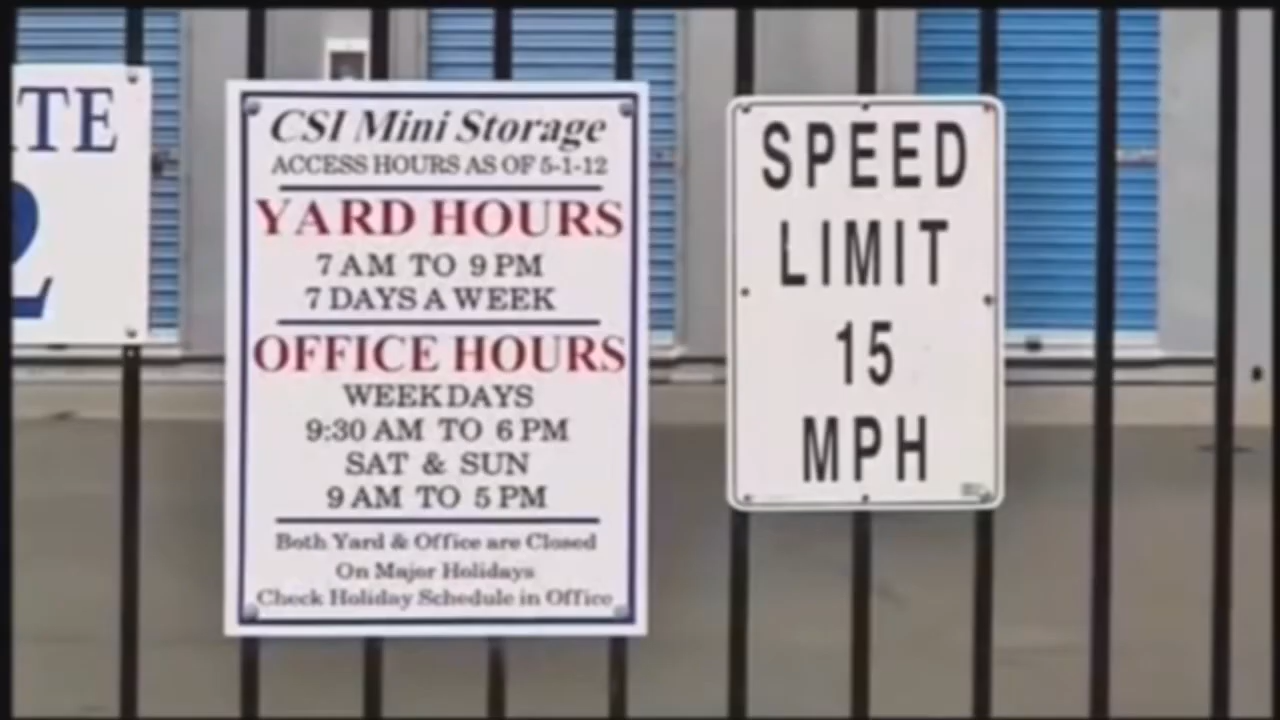 TE
2
CSI Mini Storage
ACCESS HOURS AS OF 5-1-12
YARD HOURS
7 AM TO 9 PM
7 DAYS A WEEK
OFFICE HOURS
WEEKDAYS
9:30 AM TO 6 PM
SAT & SUN
9 AM TO 5 PM
Both Yard & Office are Closed
On Major Holidays
Check Holiday Schedule in Office
SPEED
LIMIT
15
MPH